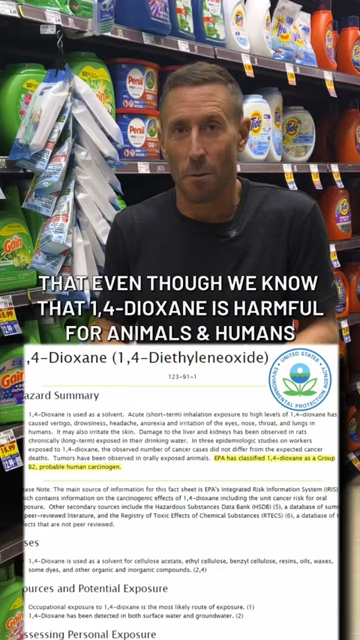 Gain
Persil
Tide
THAT EVEN THOUGH WE KNOW
THAT 1,4-DIOXANE IS HARMFUL
FOR ANIMALS & HUMANS
,4-Dioxane (1,4-Diethyleneoxide)
123-91-1
UNITED STATES
ENVIRONMENTAL PROTECTION AGENCY
azard Summary
1,4-Dioxane is used as a solvent. Acute (short-term) inhalation exposure to high levels of 1,4-dioxane has
caused vertigo, drowsiness, headache, anorexia and irritation of the eyes, nose, throat, and lungs in
humans. It may also irritate the skin. Damage to the liver and kidneys has been observed in rats
chronically (long-term) exposed in their drinking water. In three epidemiologic studies on workers
exposed to 1,4-dioxane, the observed number of cancer cases did not differ from the expected cancer
deaths. Tumors have been observed in orally exposed animals. EPA has classified 1,4-dioxane as a Group
B2, probable human carcinogen.
ase Note: The main source of information for this fact sheet is EPA's Integrated Risk Information System (IRIS)
ich contains information on the carcinogenic effects of 1,4-dioxane including the unit cancer risk for oral
posure. Other secondary sources include the Hazardous Substances Data Bank (HSDB) (5), a database of summ
peer-reviewed literature, and the Registry of Toxic Effects of Chemical Substances (RTECS) (6), a database of t
ects that are not peer reviewed.
ses
1,4-Dioxane is used as a solvent for cellulose acetate, ethyl cellulose, benzyl cellulose, resins, oils, waxes,
some dyes, and other organic and inorganic compounds. (2,4)
ources and Potential Exposure
Occupational exposure to 1,4-dioxane is the most likely route of exposure. (1)
1,4-Dioxane has been detected in both surface water and groundwater. (2)
ssessing Personal Exposure